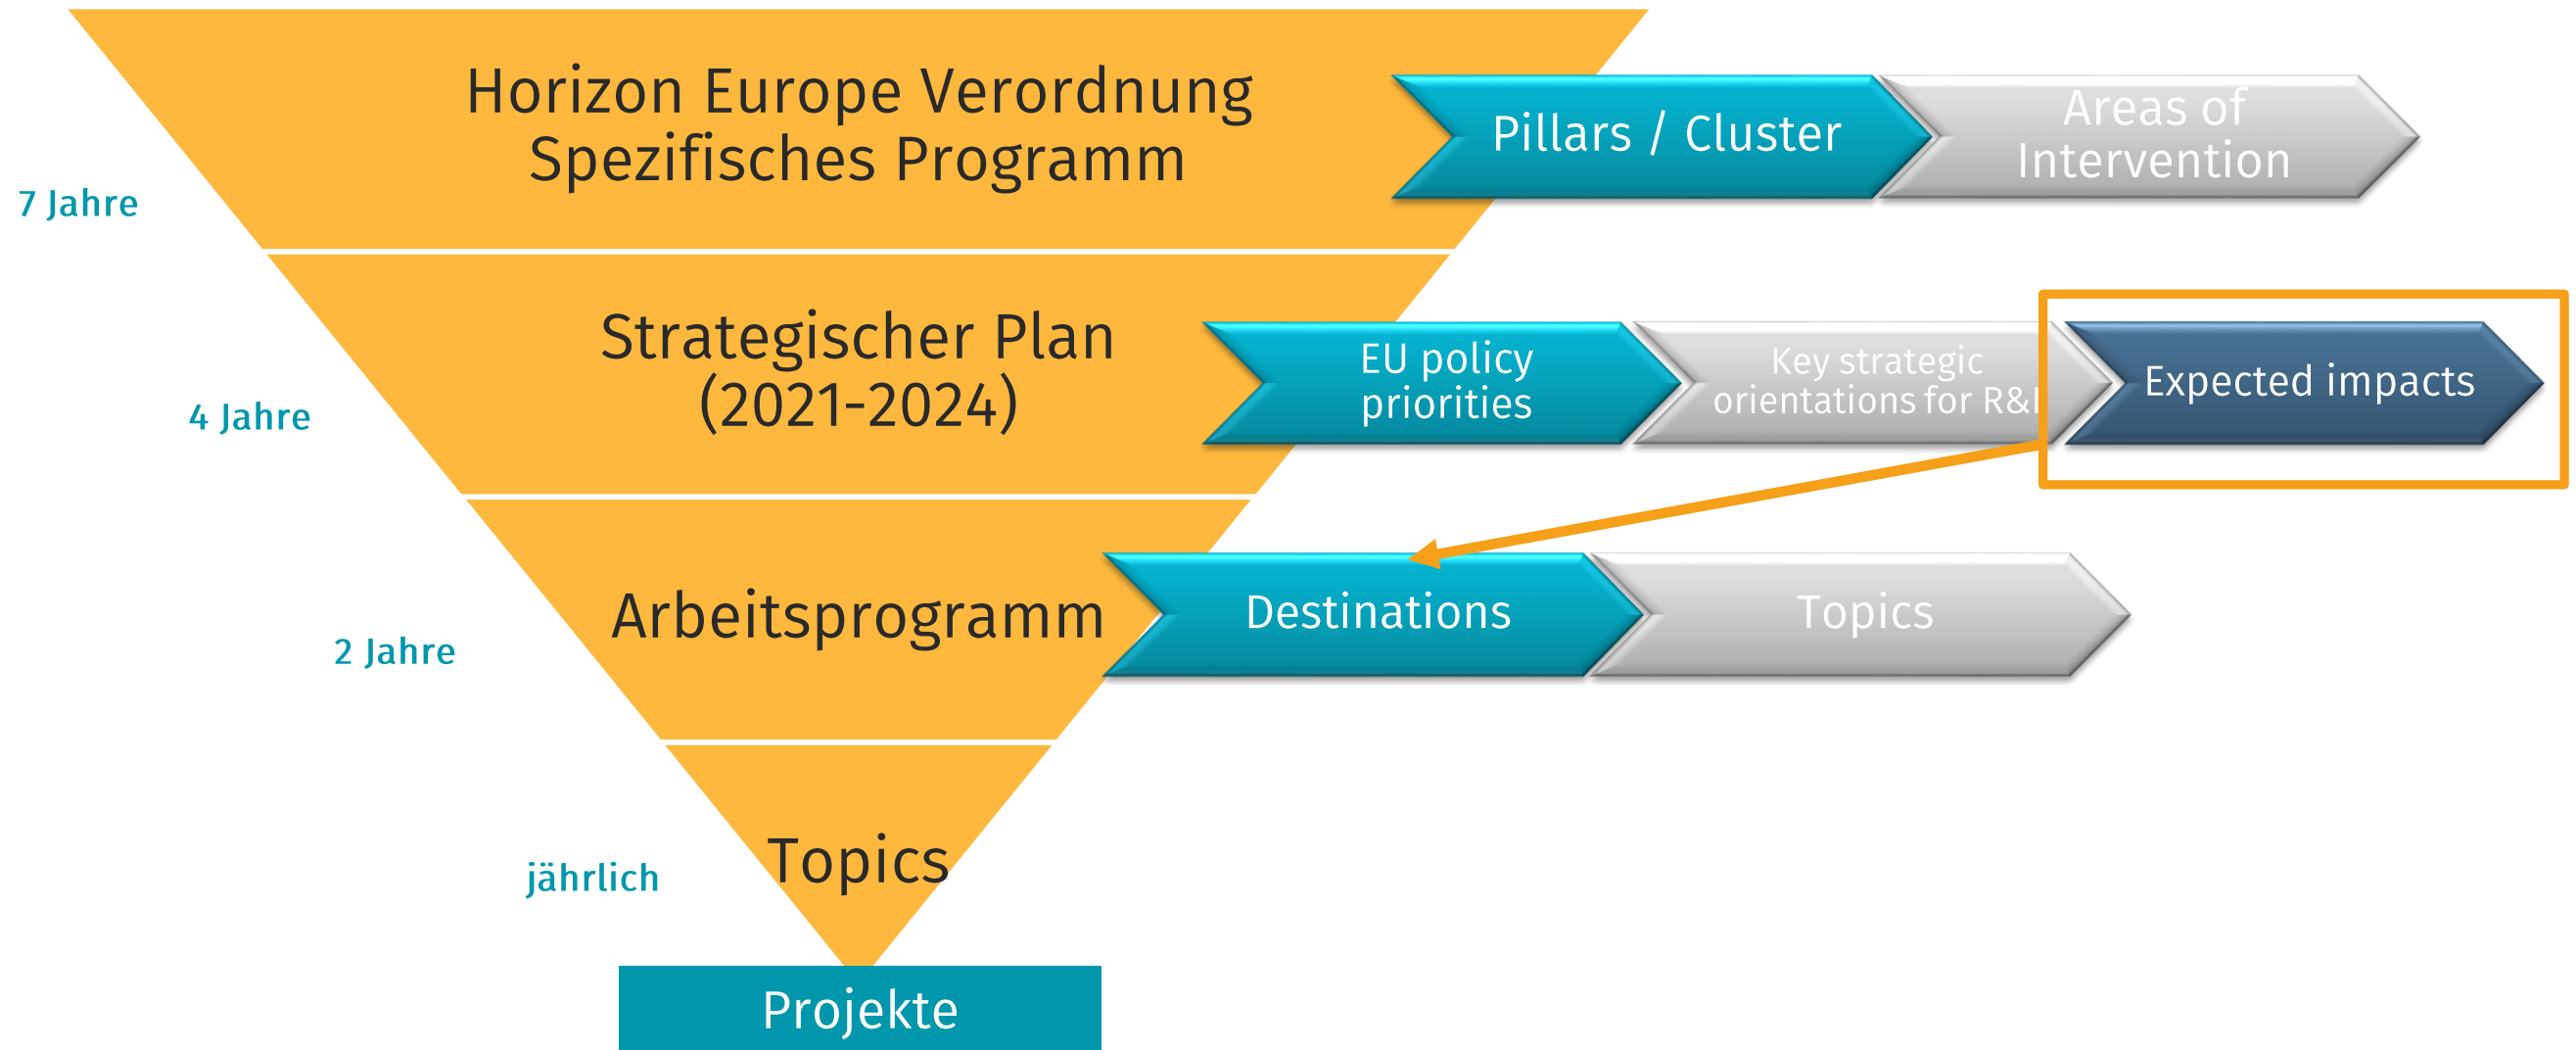 Horizon Europe Verordnung
Spezifisches Programm
Pillars / Cluster
Areas of
Intervention
7 Jahre
Strategischer Plan
(2021-2024)
EU policy
priorities
Key strategic
orientations for R&I
Expected impacts
4 Jahre
Arbeitsprogramm
Destinations
Topics
2 Jahre
Topics
jährlich
Projekte